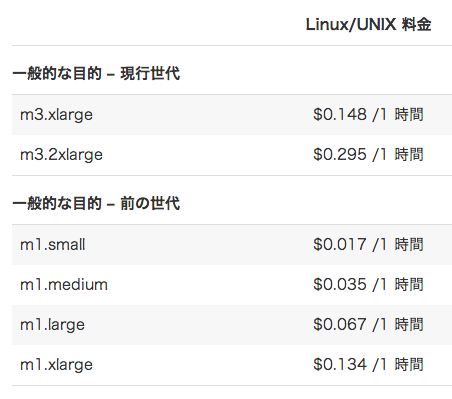 Linux/UNIX 料金
一般的な目的 – 現行世代
m3.xlarge $0.148 /1 時間
m3.2xlarge $0.295 /1 時間
一般的な目的 – 前の世代
m1.small $0.017 /1 時間
m1.medium $0.035 /1 時間
m1.large $0.067 /1 時間
m1.xlarge $0.134 /1 時間